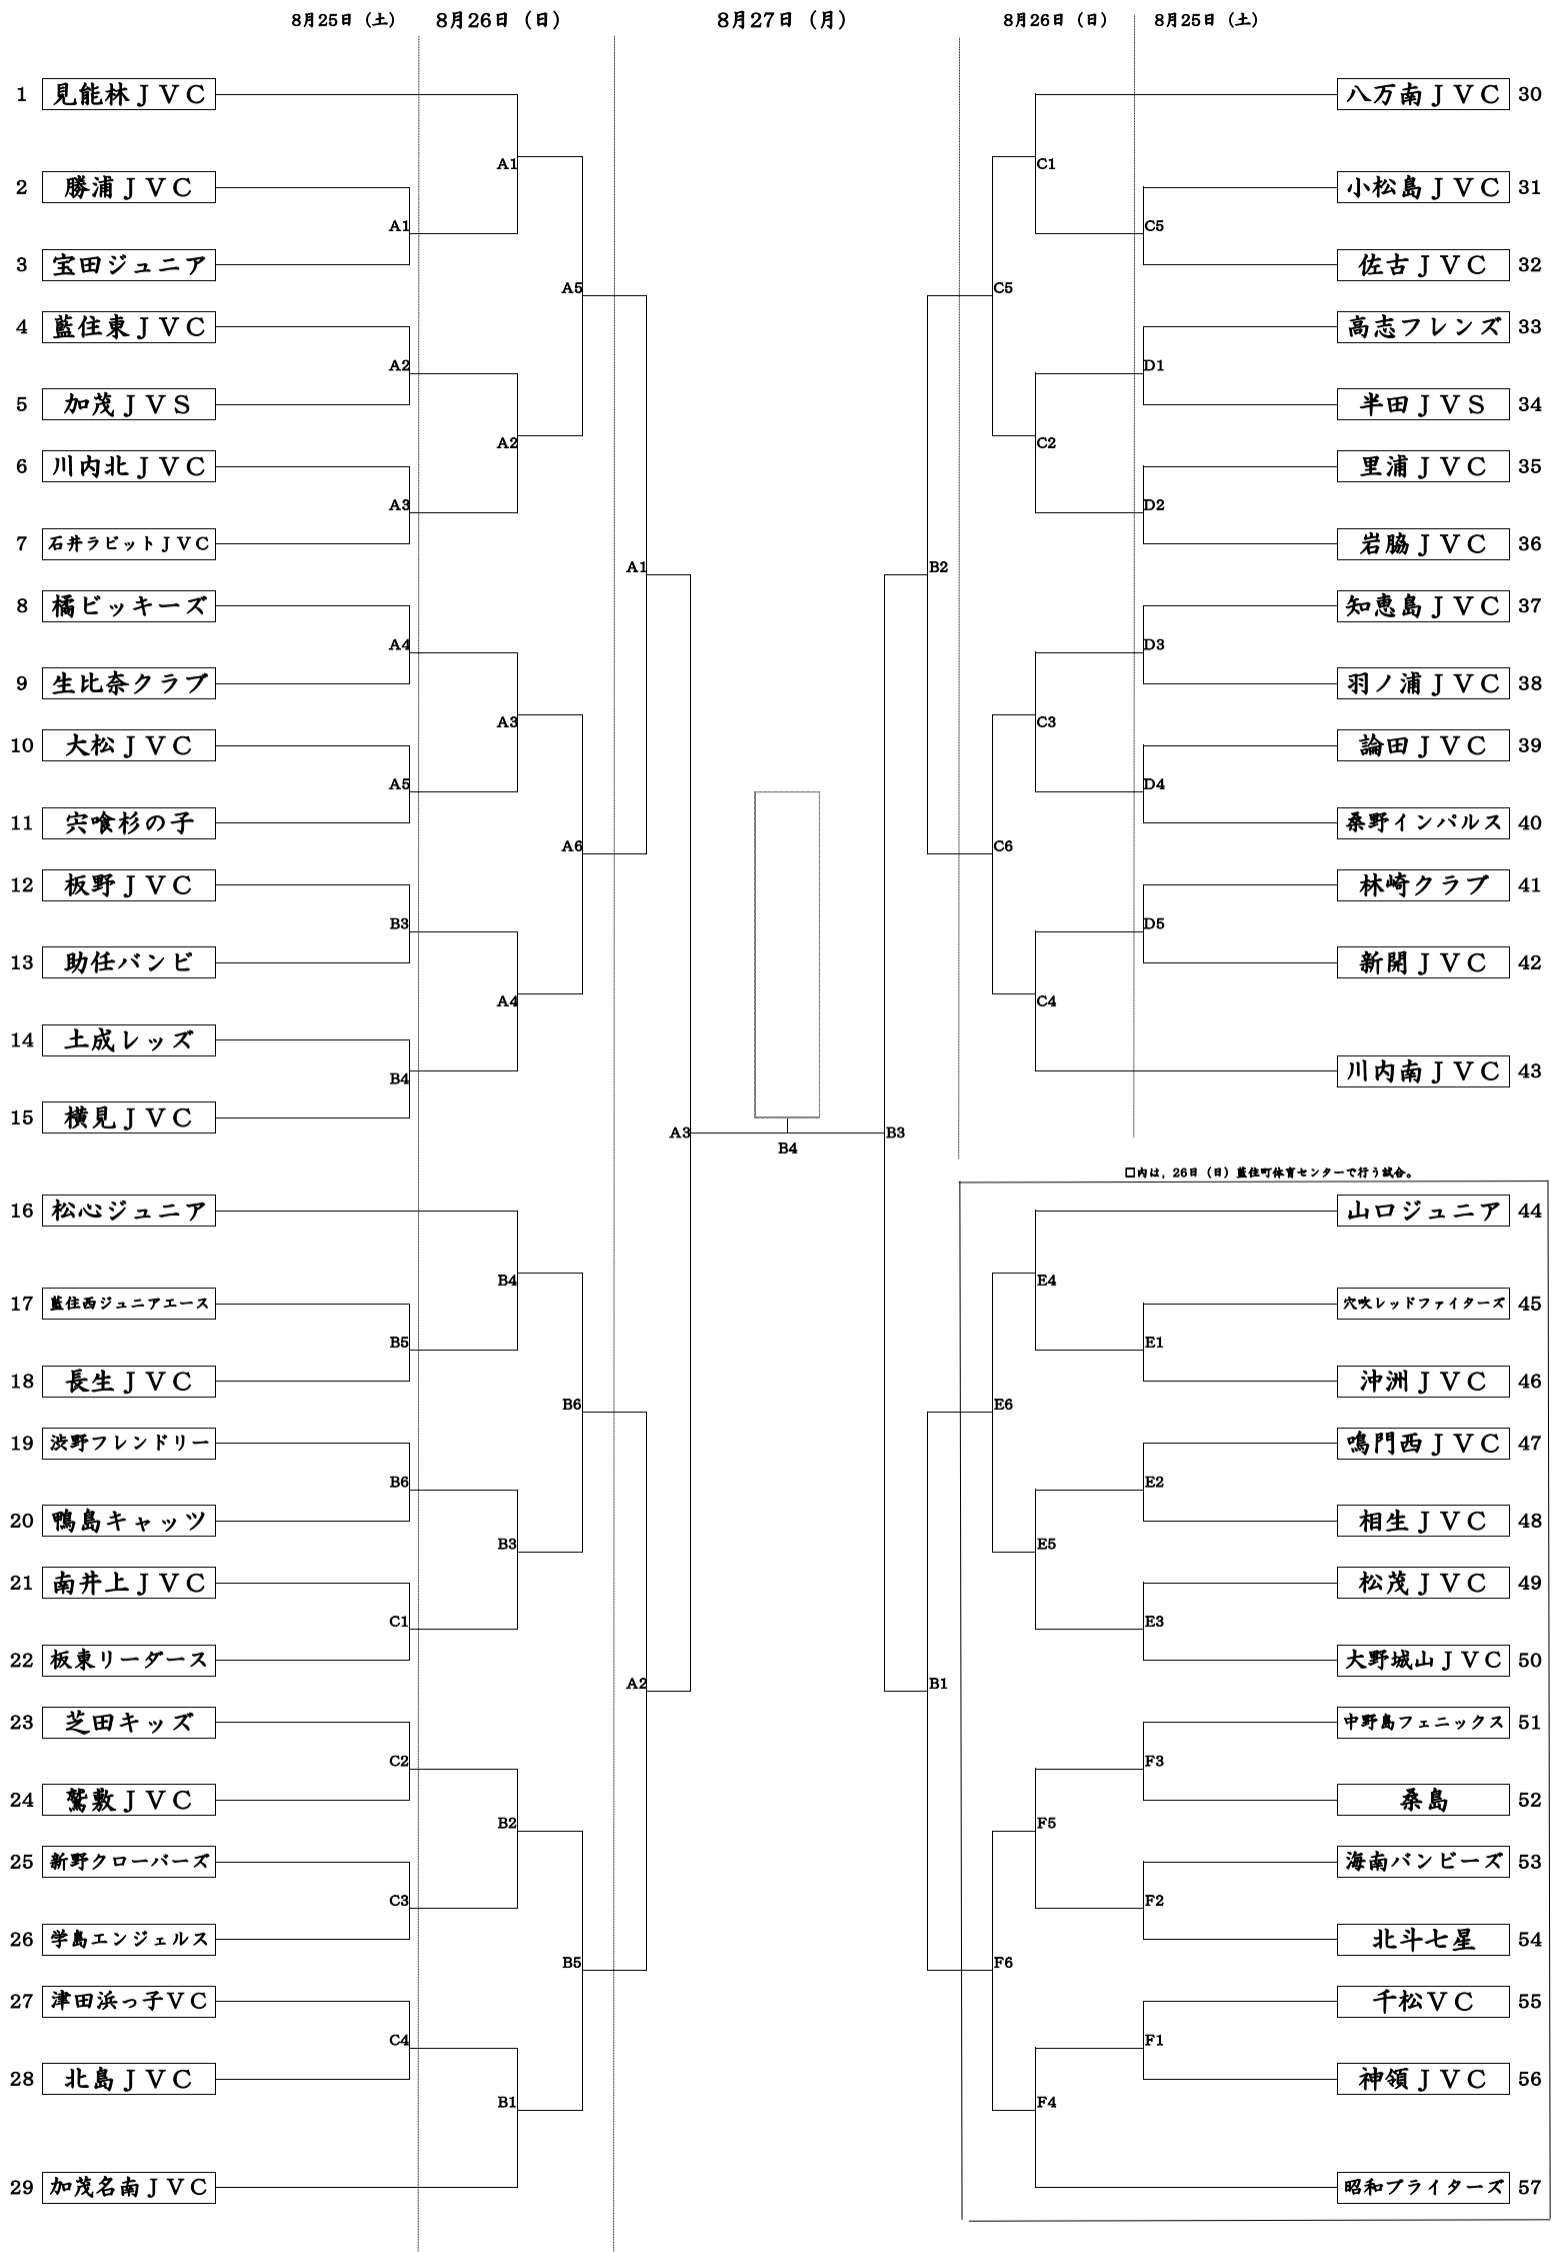 8月25日（土） 8月26日（日） 8月27日（月） 8月26日（日） 8月25日（土）
1 見能林ＪＶＣ
A1
2 勝浦ＪＶＣ
A1
3 宝田ジュニア
A5
4 藍住東ＪＶＣ
A2
5 加茂ＪＶＳ
A2
6 川内北ＪＶＣ
A3
7 石井ラビットＪＶＣ
A1
8 橘ビッキーズ
A4
9 生比奈クラブ
A3
10 大松ＪＶＣ
A5
11 宍喰杉の子
A6
12 板野ＪＶＣ
B3
13 助任バンビ
A4
14 土成レッズ
B4
15 横見ＪＶＣ
A3
B4
B3
16 松心ジュニア
B4
17 藍住西ジュニアエース
B5
18 長生ＪＶＣ
B6
19 渋野フレンドリー
B6
20 鴨島キャッツ
B3
21 南井上ＪＶＣ
C1
22 板東リーダース
A2
23 芝田キッズ
C2
24 鷲敷ＪＶＣ
B2
25 新野クローバーズ
C3
26 学島エンジェルス
B5
27 津田浜っ子ＶＣ
C4
28 北島ＪＶＣ
B1
29 加茂名南ＪＶＣ
八万南ＪＶＣ 30
C1
小松島ＪＶＣ 31
C5
佐古ＪＶＣ 32
C5
高志フレンズ 33
D1
半田ＪＶＳ 34
C2
里浦ＪＶＣ 35
D2
岩脇ＪＶＣ 36
B2
知恵島ＪＶＣ 37
D3
羽ノ浦ＪＶＣ 38
C3
論田ＪＶＣ 39
D4
桑野インパルス 40
C6
林崎クラブ 41
D5
新開ＪＶＣ 42
C4
川内南ＪＶＣ 43
□内は，26日（日）藍住町体育センターで行う試合。
山口ジュニア 44
E4
穴吹レッドファイターズ 45
E1
沖洲ＪＶＣ 46
E6
鳴門西ＪＶＣ 47
E2
相生ＪＶＣ 48
E5
松茂ＪＶＣ 49
E3
大野城山ＪＶＣ 50
B1
中野島フェニックス 51
F3
桑島 52
F5
海南バンビーズ 53
F2
北斗七星 54
F6
千松ＶＣ 55
F1
神領ＪＶＣ 56
F4
昭和ブライターズ 57